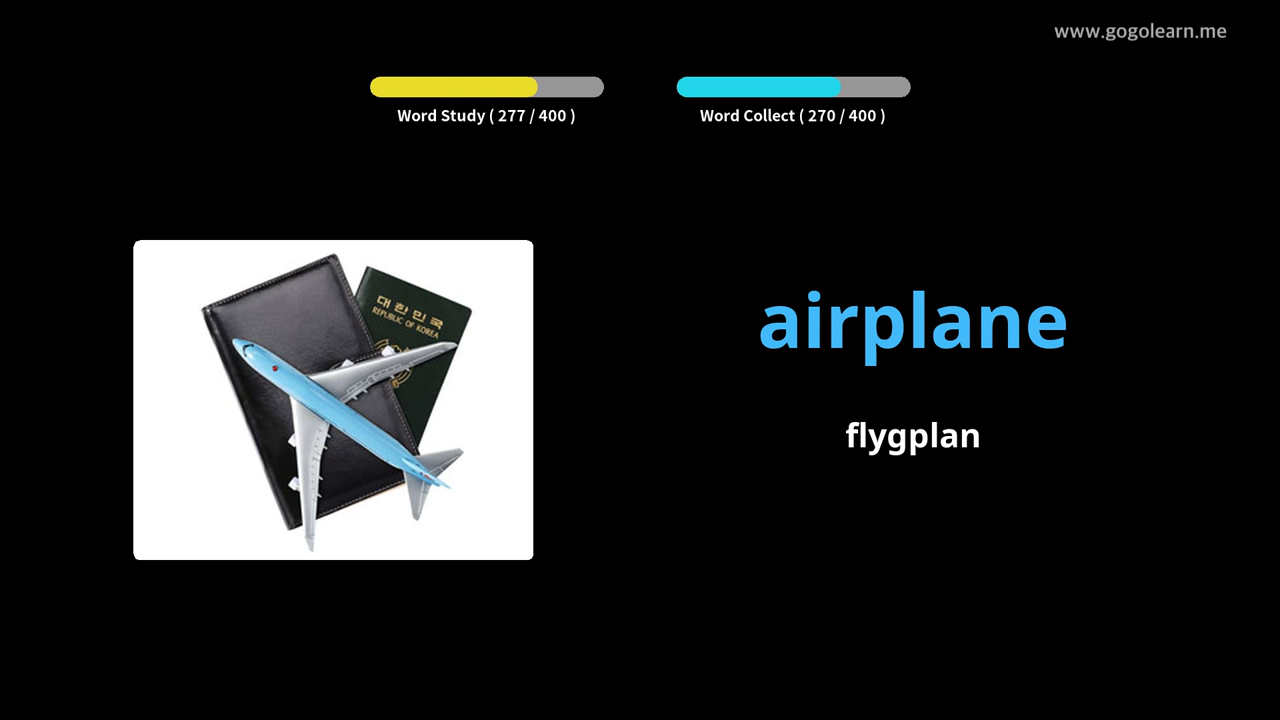 www.gogolearn.me
Word Study ( 277 / 400 )
Word Collect ( 270 / 400 )
대한민국
REPUBLIC OF KOREA
airplane
flygplan